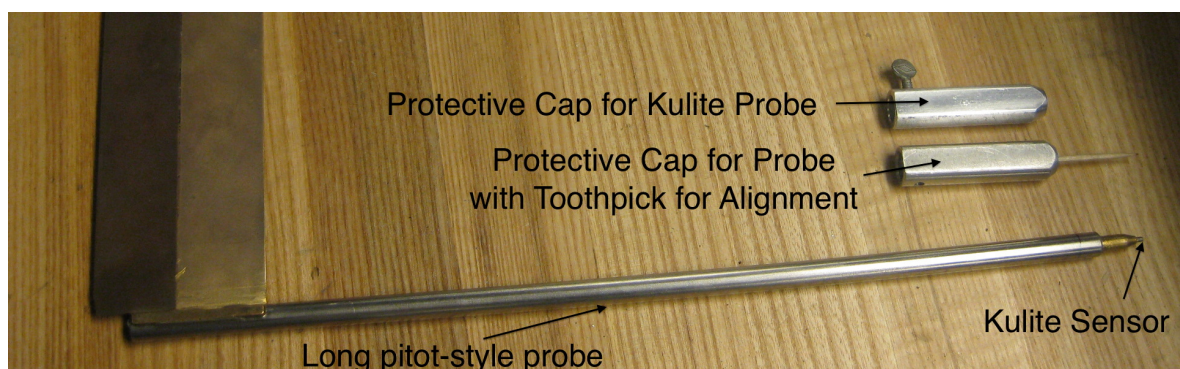 Protective Cap for Kulite Probe
Protective Cap for Probe
with Toothpick for Alignment
Kulite Sensor
Long pitot-style probe